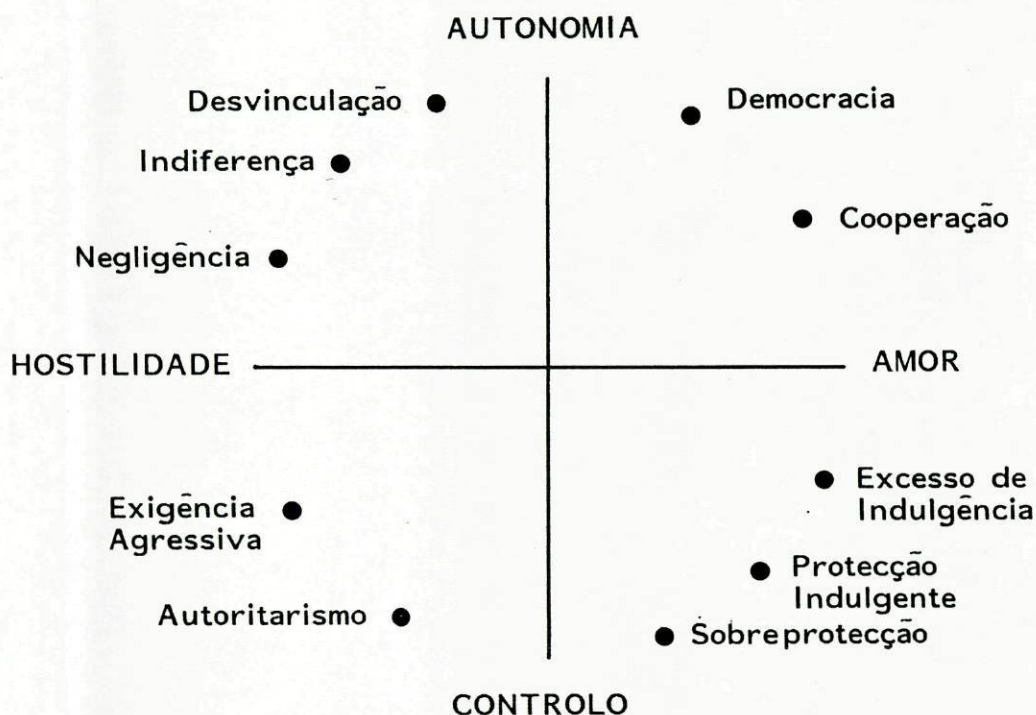 AUTONOMIA
Desvinculação
Democracia
Indiferença
Cooperação
Negligência
HOSTILIDADE
AMOR
Excesso de
Indulgência
Exigência
Agressiva
Protecção
Indulgente
Autoritarismo
Sobreprotecção
CONTROLO